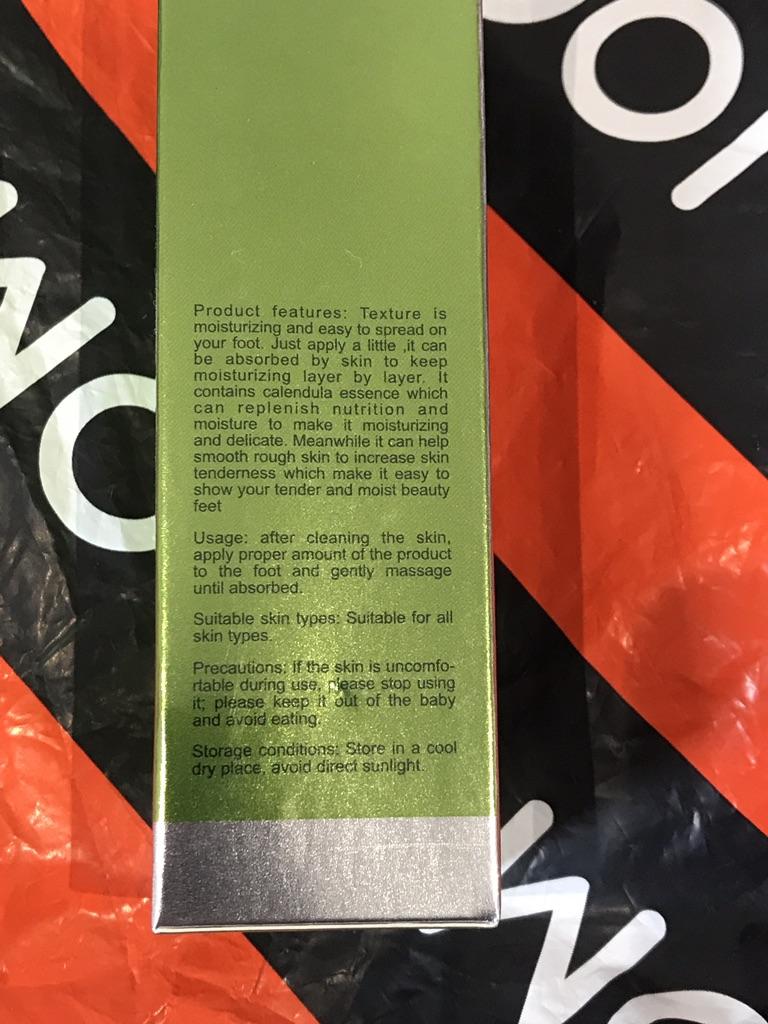 Product features: Texture is
moisturizing and easy to spread on
your foot. Just apply a little ,it can
be absorbed by skin to keep
moisturizing layer by layer. It
contains calendula essence which
can replenish nutrition and
moisture to make it moisturizing
and delicate. Meanwhile it can help
smooth rough skin to increase skin
tenderness which make it easy to
show your tender and moist beauty
feet
Usage: after cleaning the skin,
apply proper amount of the product
to the foot and gently massage
until absorbed.
Suitable skin types: Suitable for all
skin types.
Precautions: If the skin is uncomfo-
rtable during use, please stop using
it; please keep it out of the baby
and avoid eating.
Storage conditions: Store in a cool
dry place, avoid direct sunlight.